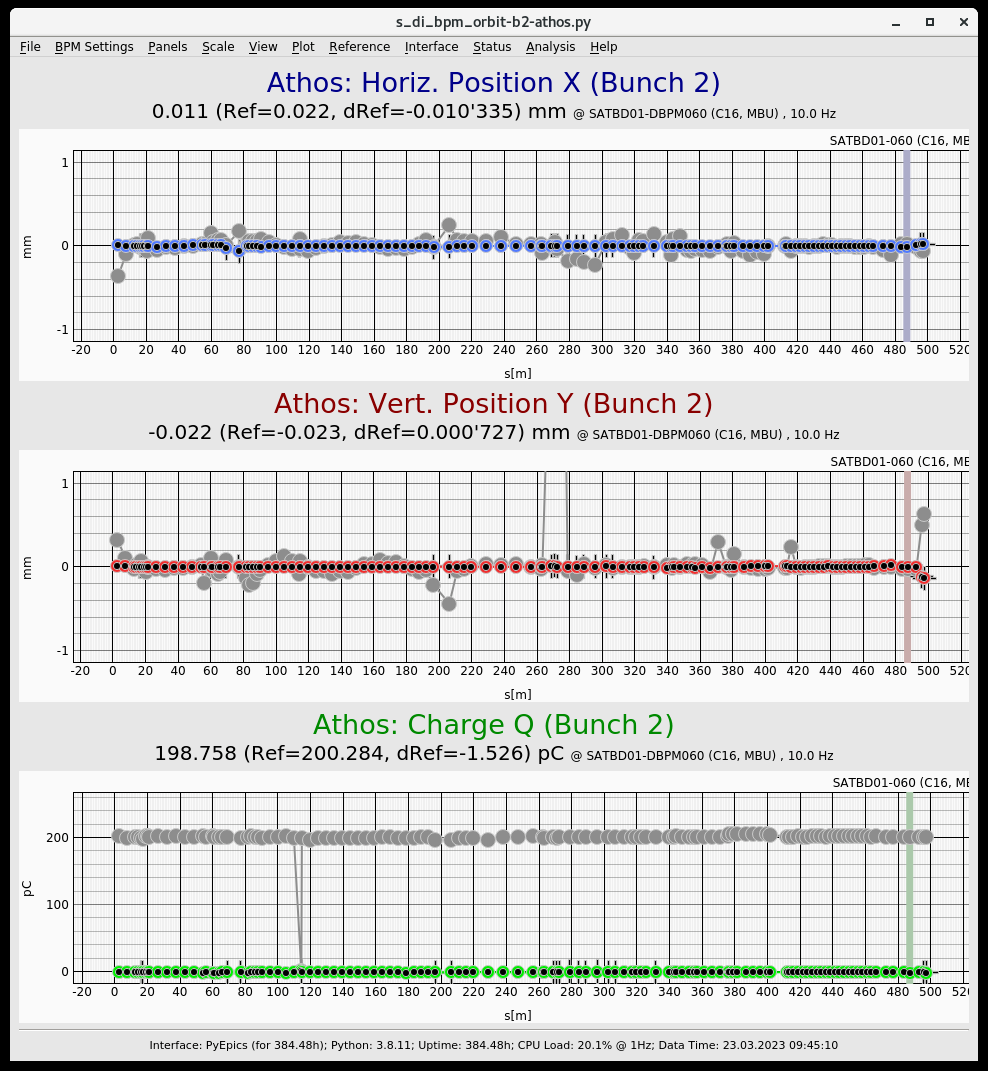 s_di_bpm_orbit-b2-athos.py
File BPM Settings Panels Scale View Plot Reference Interface Status Analysis Help
Athos: Horiz. Position X (Bunch 2)
0.011 (Ref=0.022, dRef=-0.010'335) mm @ SATBD01-DBPM060 (C16, MBU) , 10.0 Hz
SATBD01-060 (C16, MB
1
0
-1
mm
-20 0 20 40 60 80 100 120 140 160 180 200 220 240 260 280 300 320 340 360 380 400 420 440 460 480 500 520
s[m]
Athos: Vert. Position Y (Bunch 2)
-0.022 (Ref=-0.023, dRef=0.000'727) mm @ SATBD01-DBPM060 (C16, MBU) , 10.0 Hz
SATBD01-060 (C16, MB
1
0
-1
mm
-20 0 20 40 60 80 100 120 140 160 180 200 220 240 260 280 300 320 340 360 380 400 420 440 460 480 500 520
s[m]
Athos: Charge Q (Bunch 2)
198.758 (Ref=200.284, dRef=-1.526) pC @ SATBD01-DBPM060 (C16, MBU) , 10.0 Hz
SATBD01-060 (C16, MB
200
100
0
pC
-20 0 20 40 60 80 100 120 140 160 180 200 220 240 260 280 300 320 340 360 380 400 420 440 460 480 500 52
s[m]
Interface: PyEpics (for 384.48h); Python: 3.8.11; Uptime: 384.48h; CPU Load: 20.1% @ 1Hz; Data Time: 23.03.2023 09:45:10